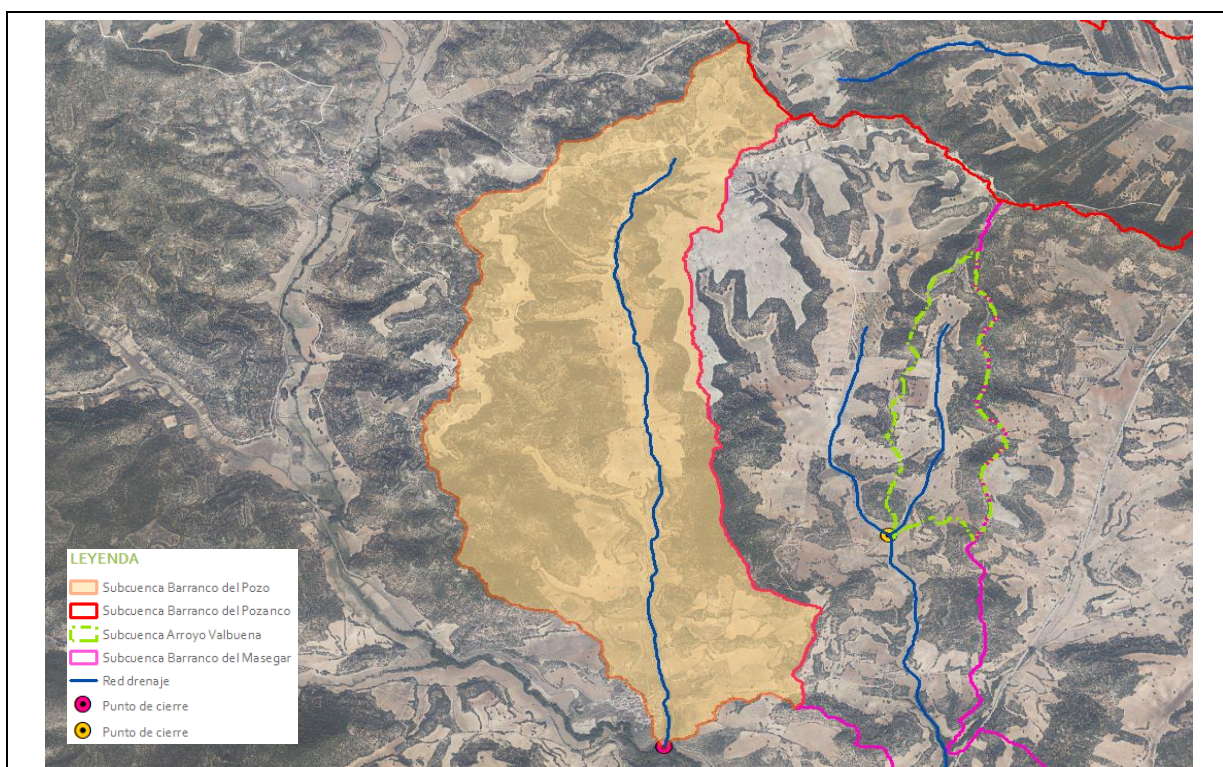 LEYENDA
Subcuenca Barranco del Pozo
Subcuenca Barranco del Pozanco
Subcuenca Arroyo Valbuena
Subcuenca Barranco del Masegar
Red drenaje
Punto de cierre
Punto de cierre